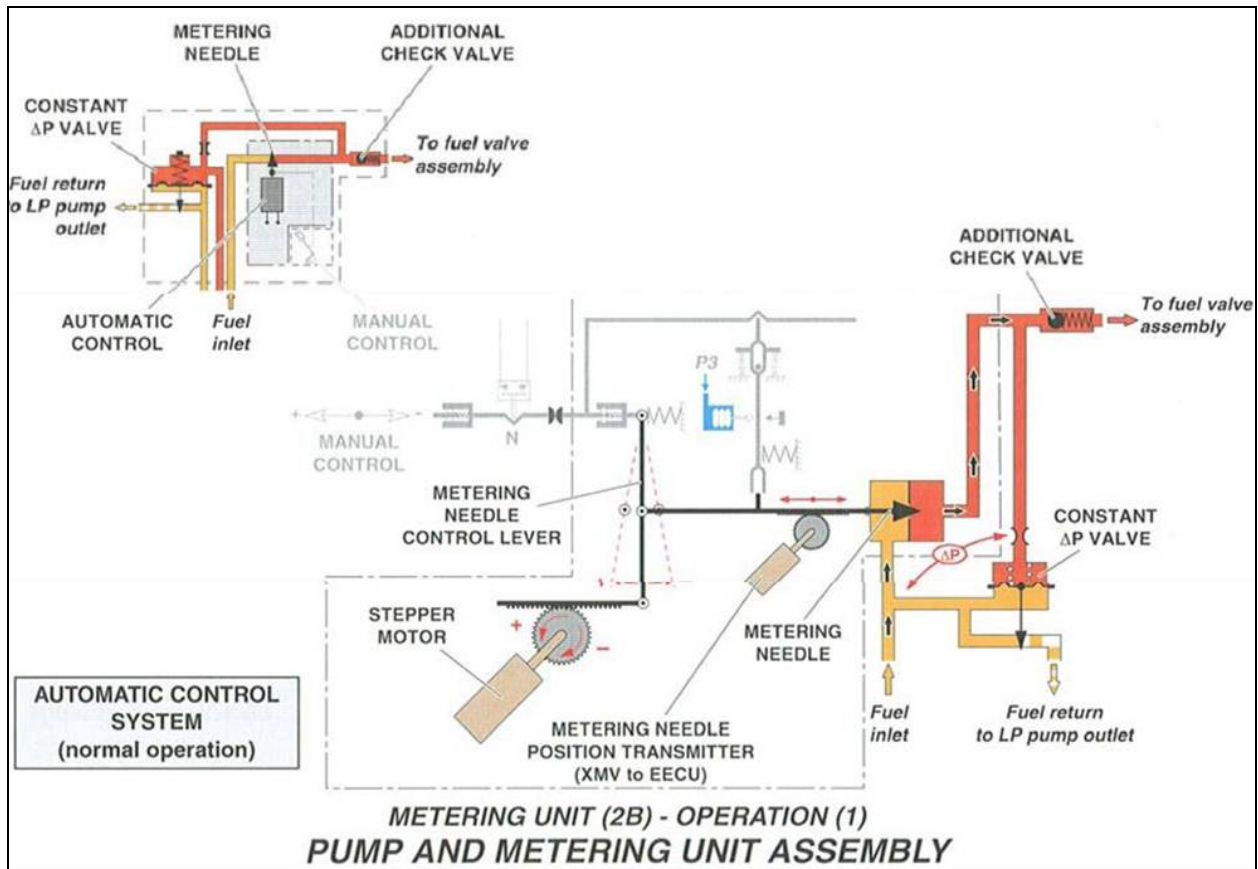 METERING
NEEDLE
ADDITIONAL
CHECK VALVE
CONSTANT
ΔP VALVE
To fuel valve
assembly
Fuel return
to LP pump
outlet
AUTOMATIC
CONTROL
Fuel
inlet
MANUAL
CONTROL
ADDITIONAL
CHECK VALVE
To fuel valve
assembly
P3
+
-
N
MANUAL
CONTROL
METERING
NEEDLE
CONTROL LEVER
CONSTANT
ΔP VALVE
ΔP
STEPPER
MOTOR
+
-
METERING
NEEDLE
AUTOMATIC CONTROL
SYSTEM
(normal operation)
METERING NEEDLE
POSITION TRANSMITTER
(XMV to EECU)
Fuel
inlet
Fuel return
to LP pump outlet
METERING UNIT (2B) - OPERATION (1)
PUMP AND METERING UNIT ASSEMBLY